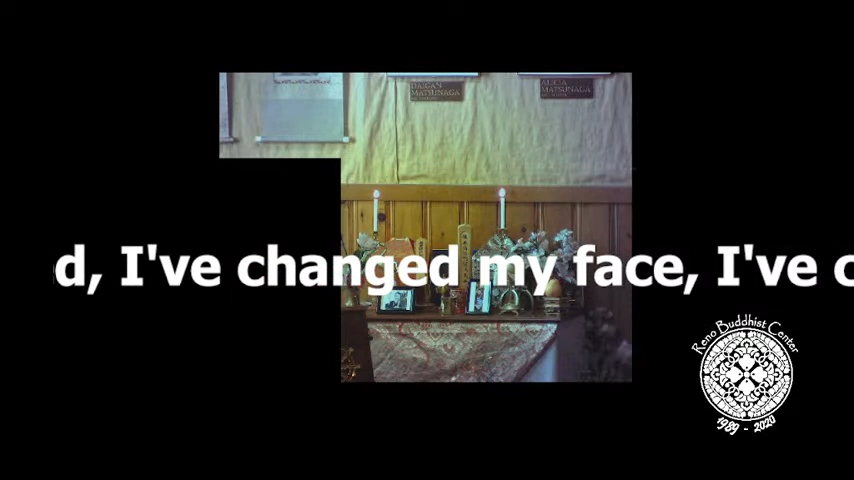 DAIGAN
MATSUNAGA
ALICIA
MATSUNAGA
d, I've changed my face, I've c
Reno Buddhist Center
1989 - 2020